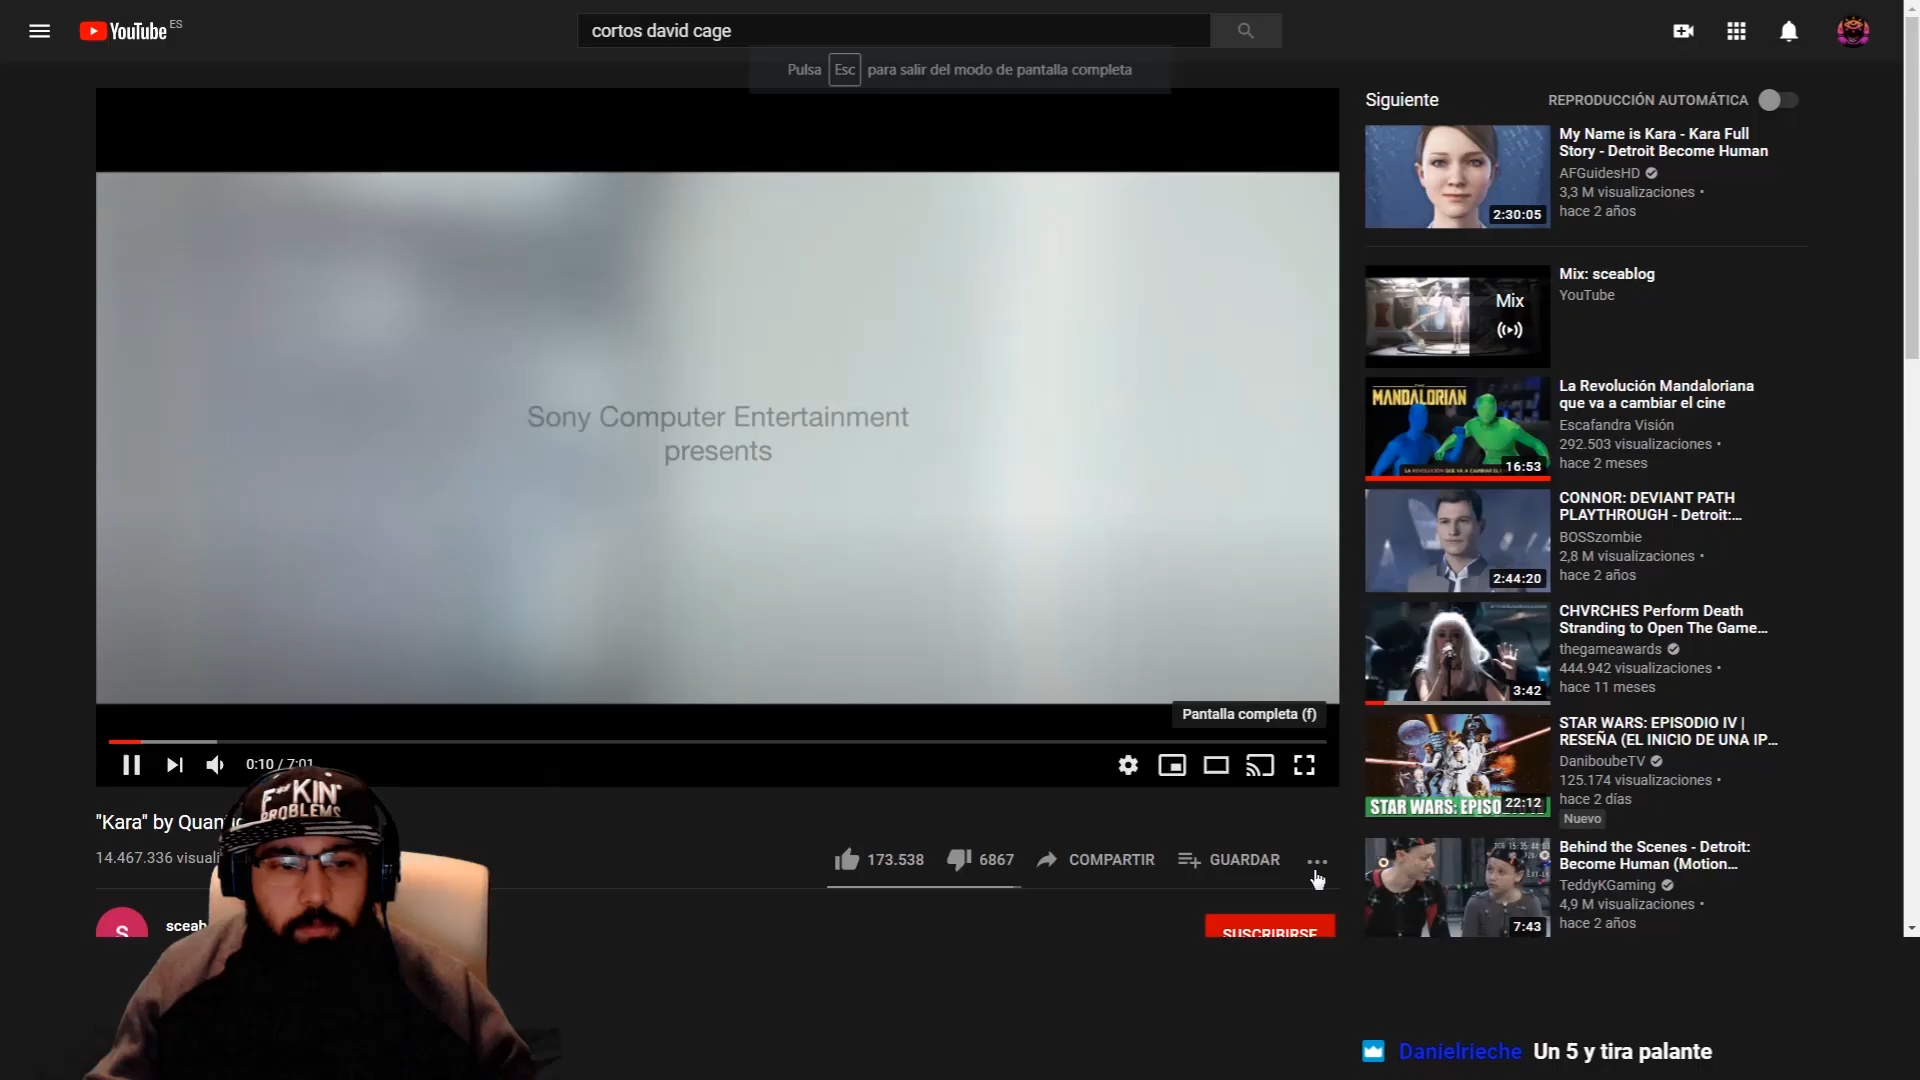 YouTube ES
cortos david cage
Pulsa Esc para salir del modo de pantalla completa
Sony Computer Entertainment
presents
Pantalla completa (f)
0:10 / 7:01
"Kara" by Quantic
14.467.336 visuali
173.538
6867
COMPARTIR
GUARDAR
S
sceab
SUSCRIBIRSE
F**KIN'
PROBLEMS
Siguiente
REPRODUCCIÓN AUTOMÁTICA
2:30:05
My Name is Kara - Kara Full
Story - Detroit Become Human
AFGuidesHD
3,3 M visualizaciones •
hace 2 años
Mix
Mix: sceablog
YouTube
MANDALORIAN
16:53
La Revolución Mandaloriana
que va a cambiar el cine
Escafandra Visión
292.503 visualizaciones •
hace 2 meses
2:44:20
CONNOR: DEVIANT PATH
PLAYTHROUGH - Detroit:...
BOSSzombie
2,8 M visualizaciones •
hace 2 años
3:42
CHVRCHES Perform Death
Stranding to Open The Game...
thegameawards
444.942 visualizaciones •
hace 11 meses
STAR WARS: EPISO
22:12
STAR WARS: EPISODIO IV |
RESEÑA (EL INICIO DE UNA IP...
DaniboubeTV
125.174 visualizaciones •
hace 2 días
Nuevo
7:43
Behind the Scenes - Detroit:
Become Human (Motion...
TeddyKGaming
4,9 M visualizaciones •
hace 2 años
Danielrieche Un 5 y tira palante